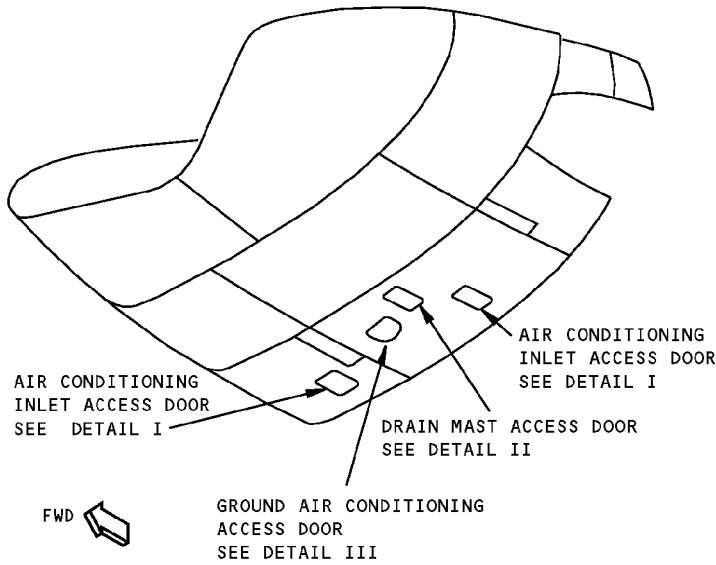 AIR CONDITIONING
INLET ACCESS DOOR
SEE DETAIL I
AIR CONDITIONING
INLET ACCESS DOOR
SEE DETAIL I
DRAIN MAST ACCESS DOOR
SEE DETAIL II
GROUND AIR CONDITIONING
ACCESS DOOR
SEE DETAIL III
FWD